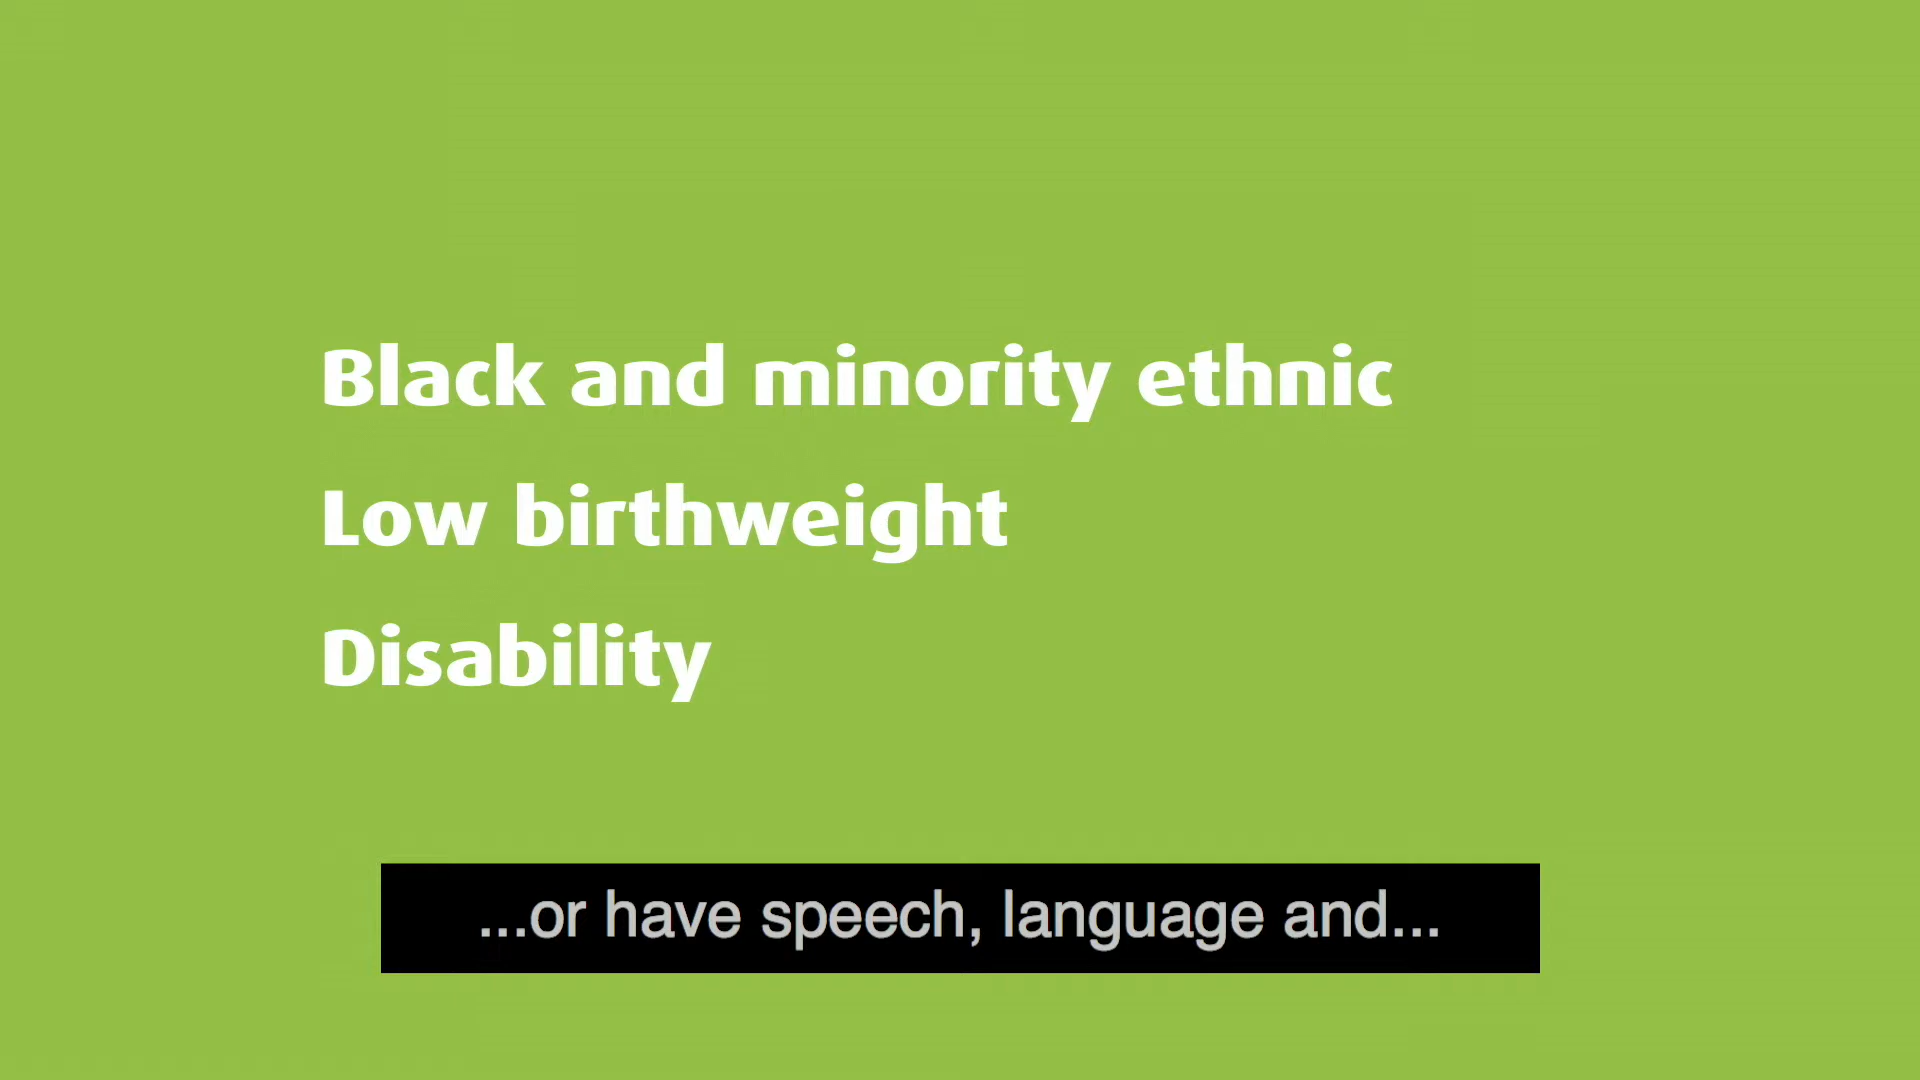 Black and minority ethnic
Low birthweight
Disability
...or have speech, language and...